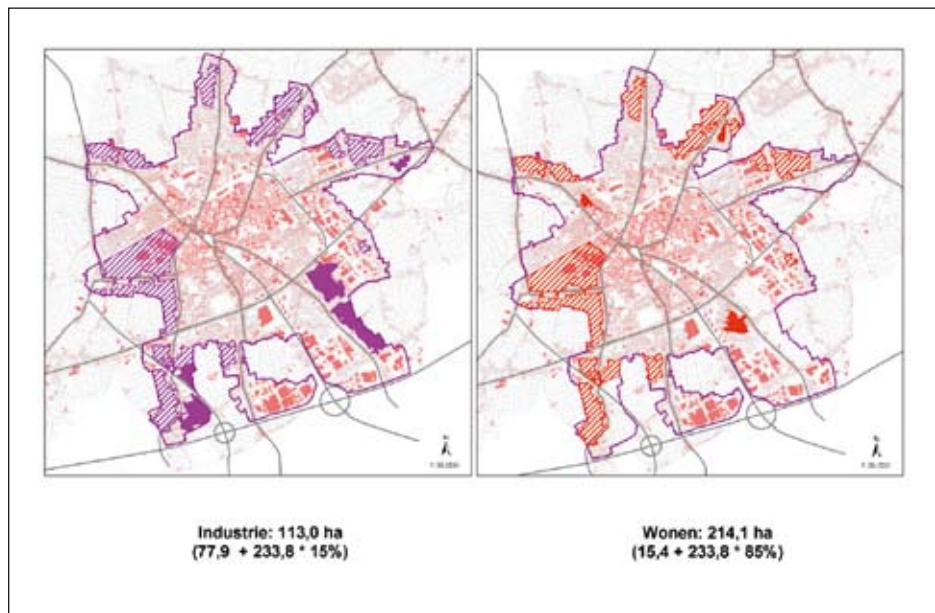 N
N
Industrie: 113,0 ha
(77,9 + 233,8 * 15%)
Wonen: 214,1 ha
(15,4 + 233,8 * 85%)